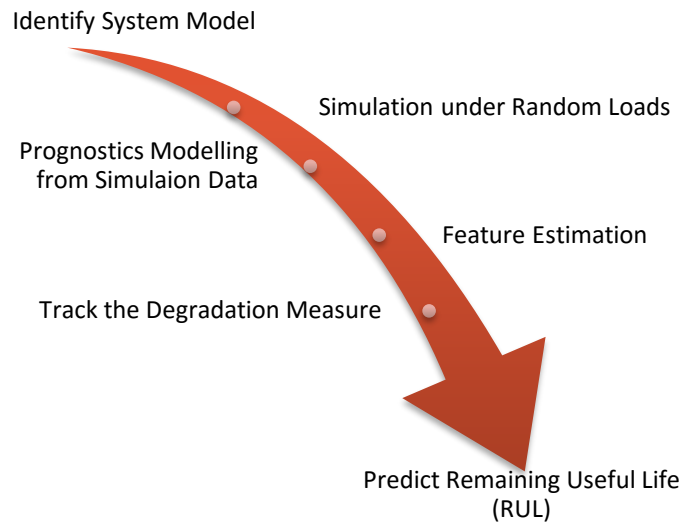 Identify System Model
Simulation under Random Loads
Prognostics Modelling
from Simulaion Data
Feature Estimation
Track the Degradation Measure
Predict Remaining Useful Life
(RUL)